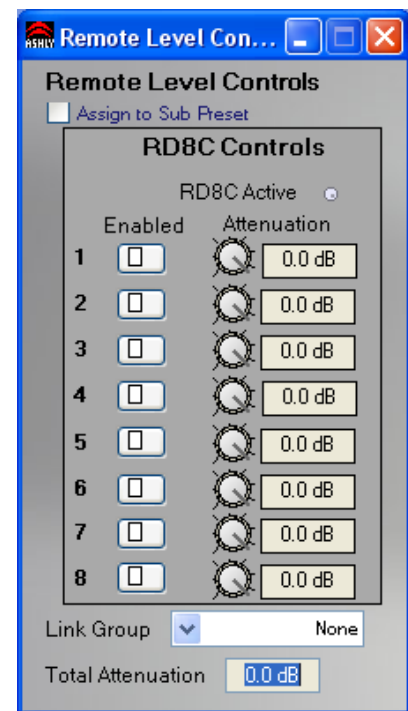 ASHLY Remote Level Con...
Remote Level Controls
Assign to Sub Preset
RD8C Controls
RD8C Active
Enabled Attenuation
1 0.0 dB
2 0.0 dB
3 0.0 dB
4 0.0 dB
5 0.0 dB
6 0.0 dB
7 0.0 dB
8 0.0 dB
Link Group None
Total Attenuation 0.0 dB